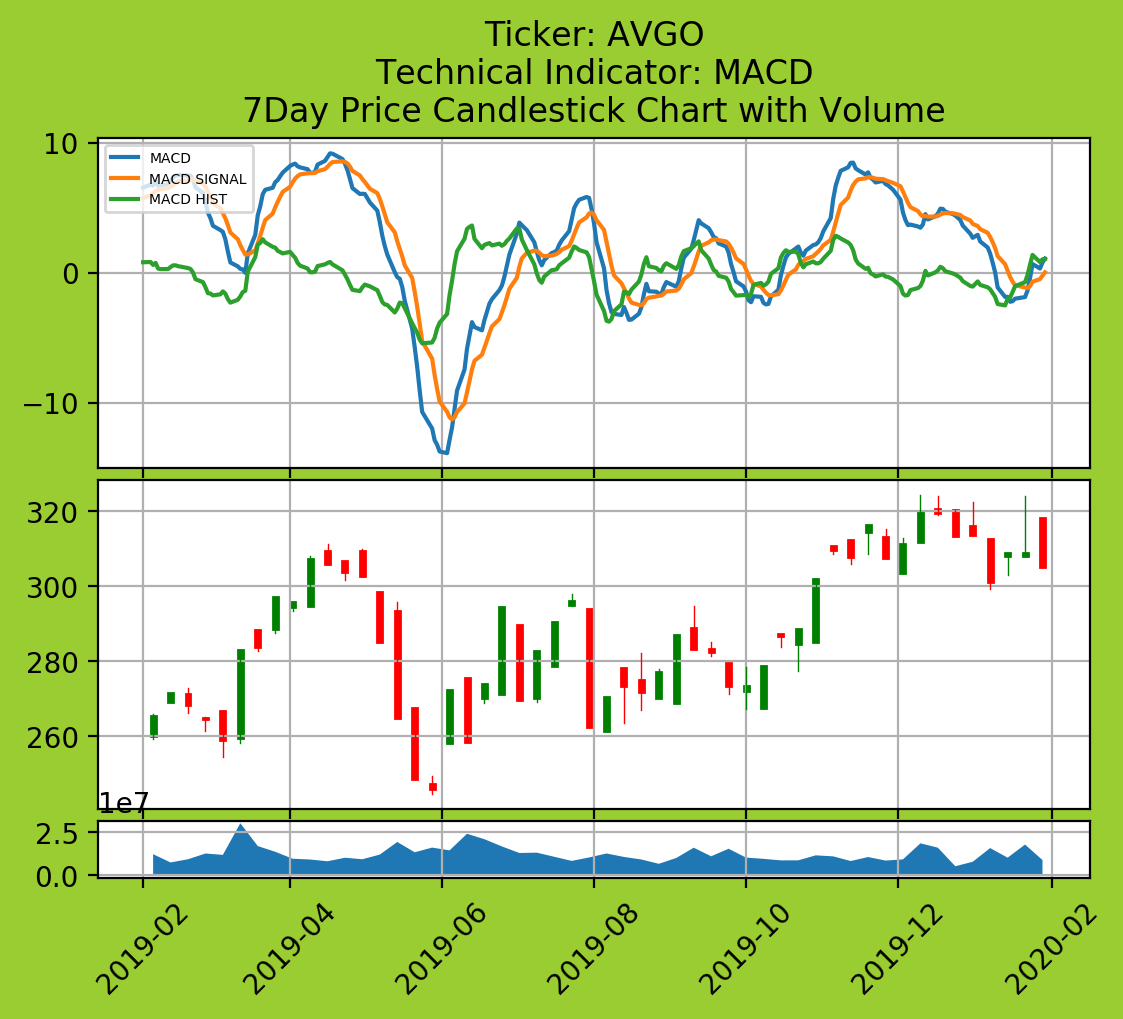 Ticker: AVGO
Technical Indicator: MACD
7Day Price Candlestick Chart with Volume
10
MACD
MACD SIGNAL
MACD HIST
0
−10
320
300
280
260
1e7
2.5
0.0
2019-02
2019-04
2019-06
2019-08
2019-10
2019-12
2020-02